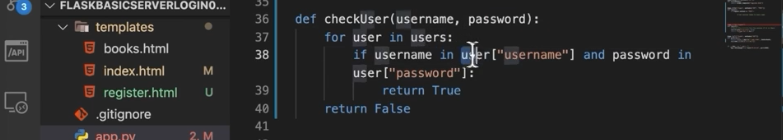 FLASKBASICSERVERLOGINO...
templates
books.html
index.html M
register.html U
.gitignore
app.py 2, M
3
/API
35
36 def checkUser(username, password):
37 for user in users:
38 if username in user["username"] and password in
user["password"]:
39 return True
40 return False
41